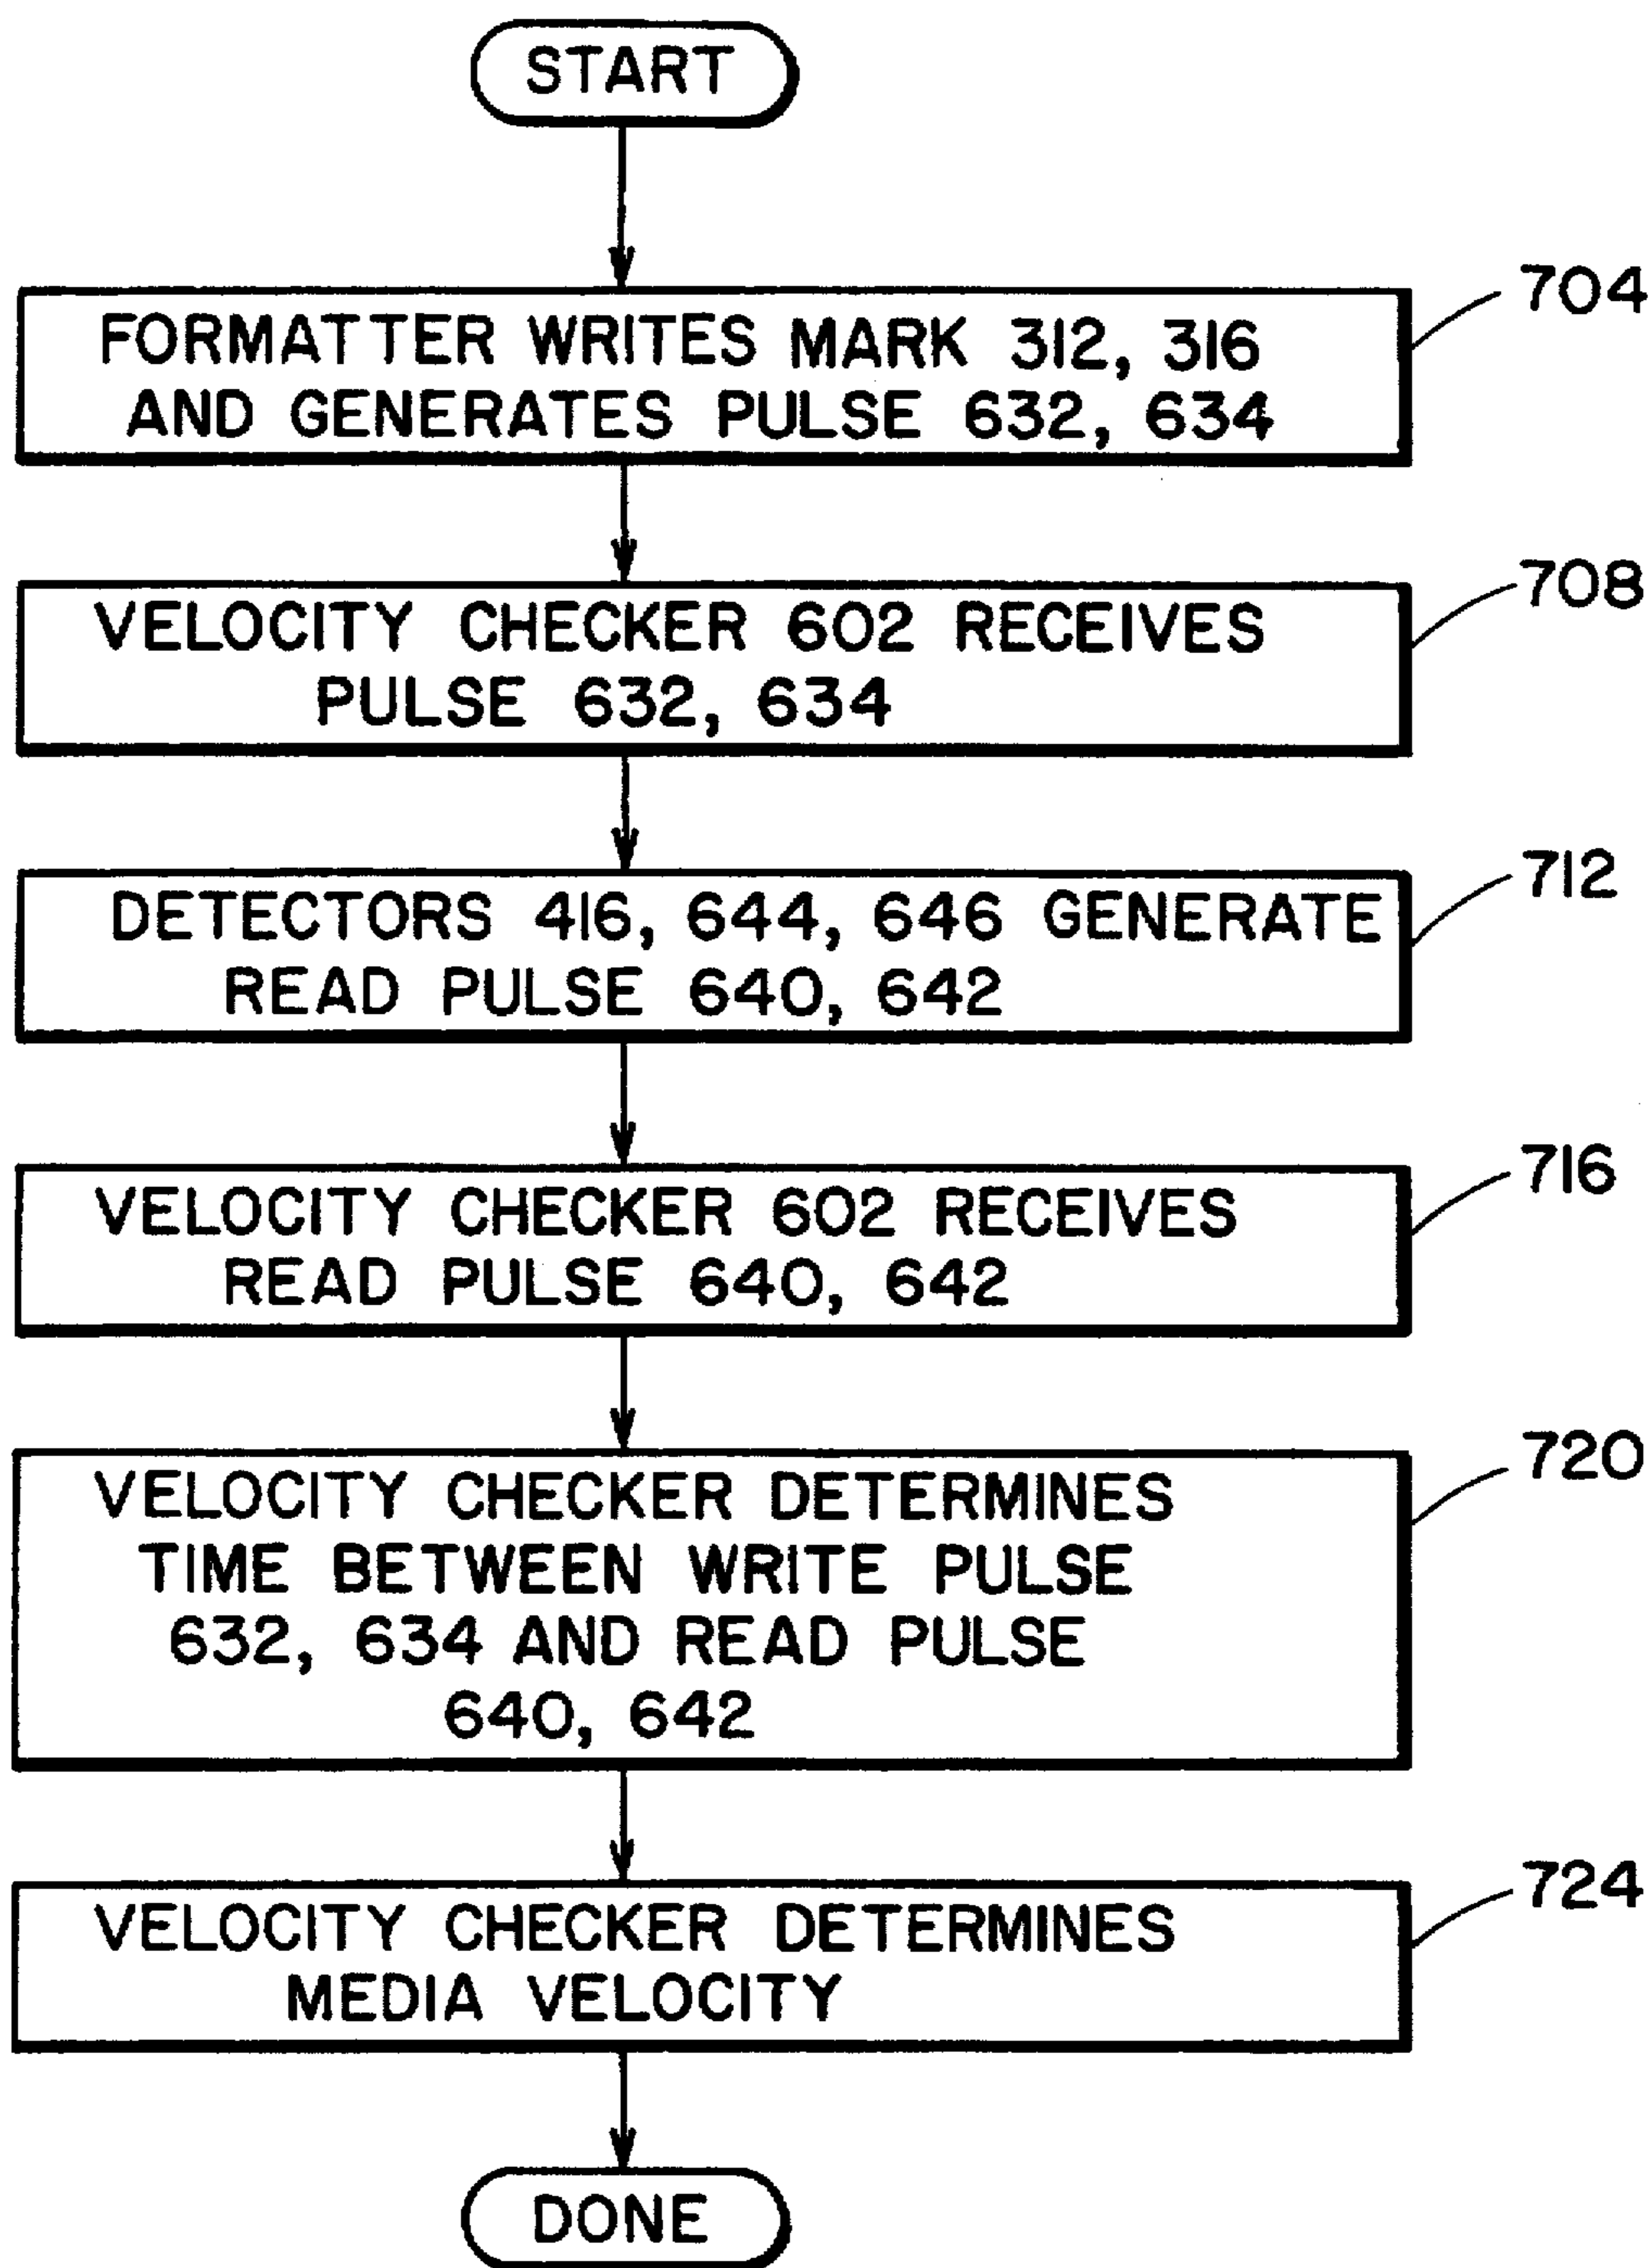 START
704
FORMATTER WRITES MARK 312, 316
AND GENERATES PULSE 632, 634
708
VELOCITY CHECKER 602 RECEIVES
PULSE 632, 634
712
DETECTORS 416, 644, 646 GENERATE
READ PULSE 640, 642
716
VELOCITY CHECKER 602 RECEIVES
READ PULSE 640, 642
720
VELOCITY CHECKER DETERMINES
TIME BETWEEN WRITE PULSE
632, 634 AND READ PULSE
640, 642
724
VELOCITY CHECKER DETERMINES
MEDIA VELOCITY
DONE